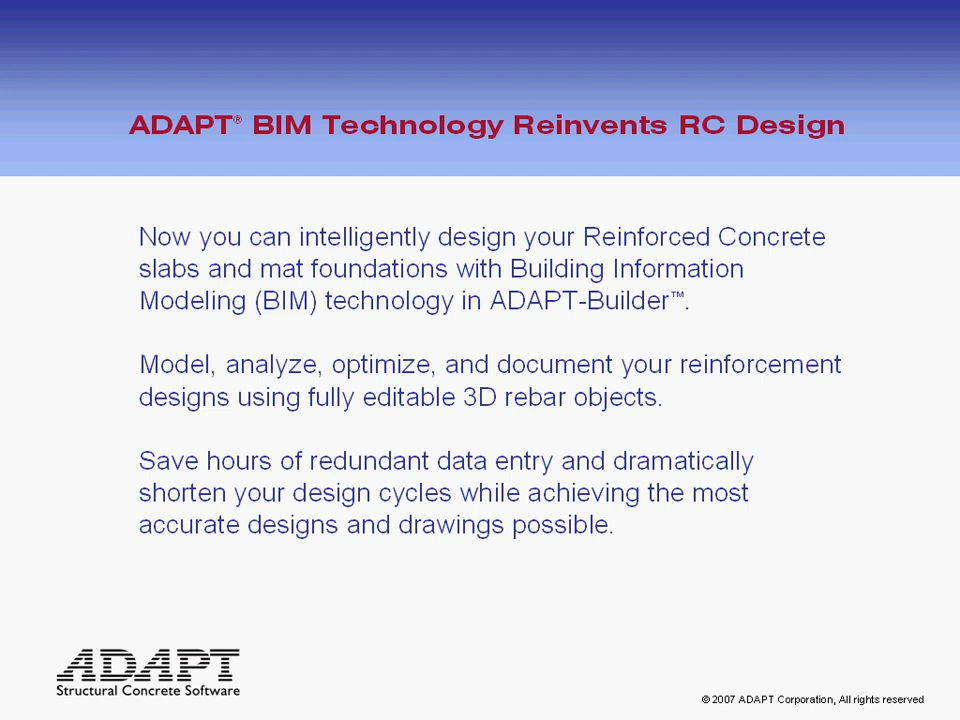 ADAPT® BIM Technology Reinvents RC Design
Now you can intelligently design your Reinforced Concrete
slabs and mat foundations with Building Information
Modeling (BIM) technology in ADAPT-Builder™.
Model, analyze, optimize, and document your reinforcement
designs using fully editable 3D rebar objects.
Save hours of redundant data entry and dramatically
shorten your design cycles while achieving the most
accurate designs and drawings possible.
ADAPT
Structural Concrete Software
© 2007 ADAPT Corporation, All rights reserved